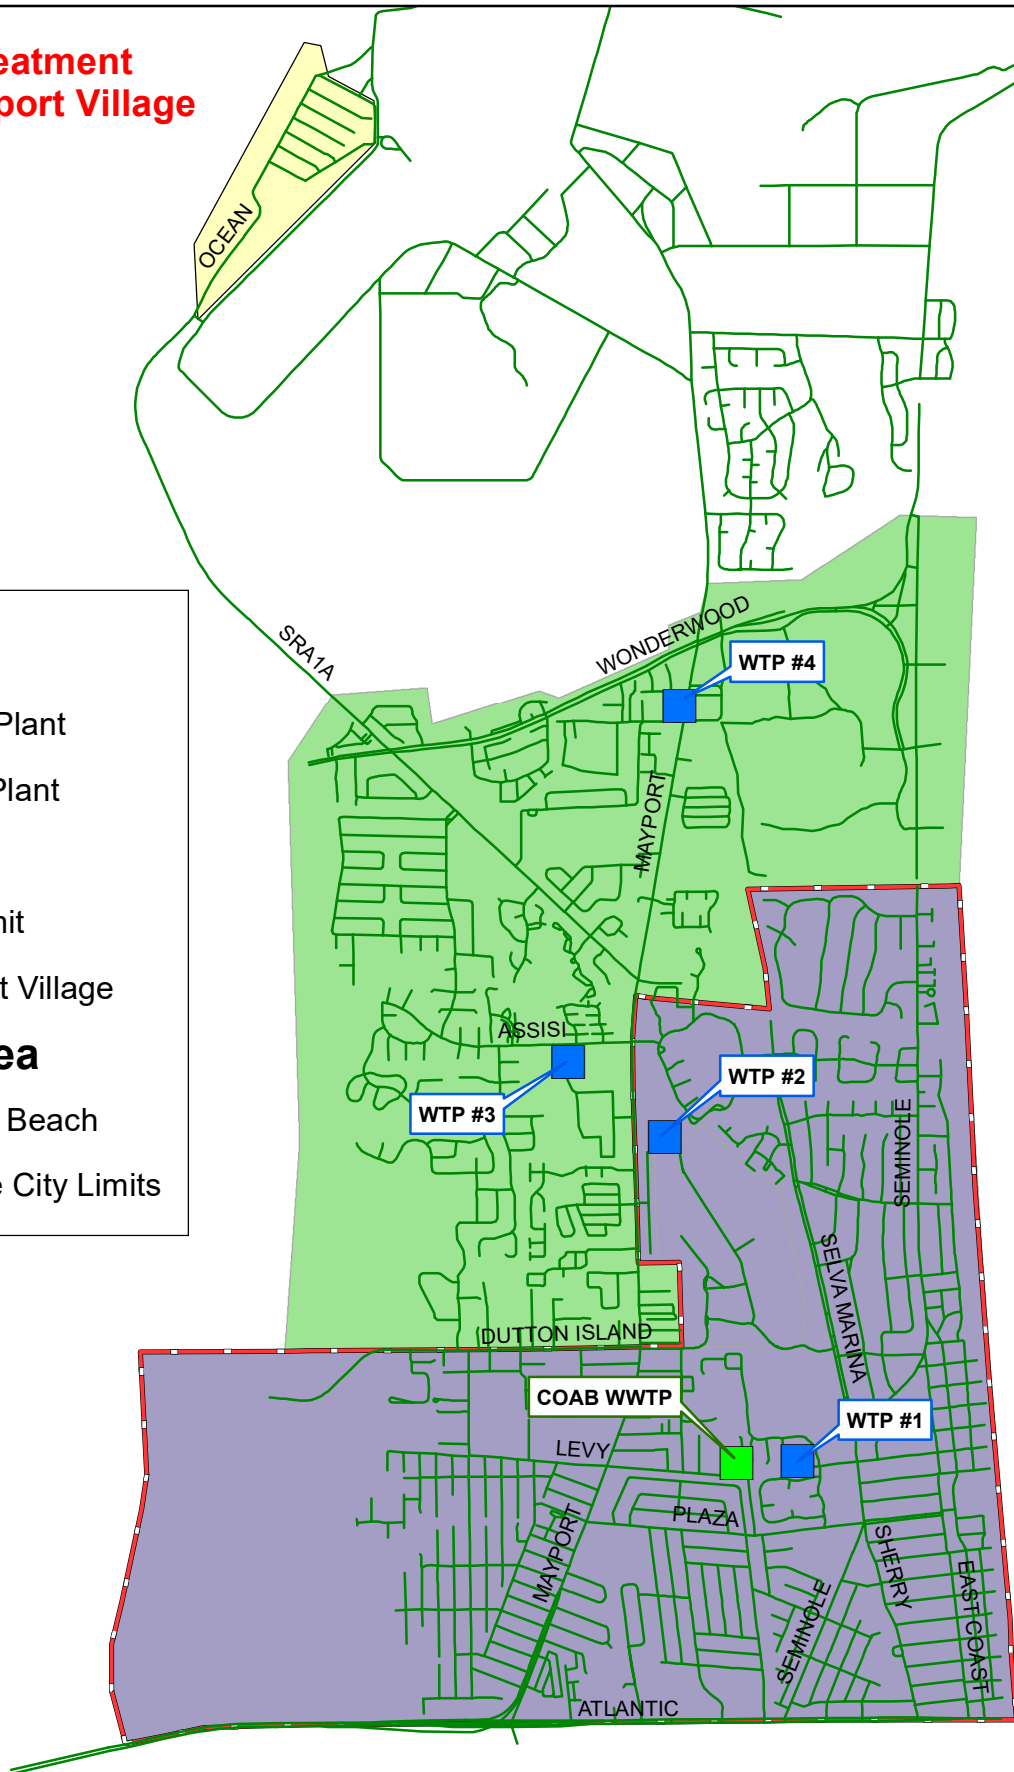 eatment
port Village
OCEAN
SRA1A
WONDERWOOD
WTP #4
Plant
Plant
MAYPORT
nit
t Village
ea
ASSISI
WTP #2
WTP #3
Beach
SEMINOLE
e City Limits
SELVA MARINA
DUTTON ISLAND
COAB WWTP
WTP #1
LEVY
PLAZA
MAYPORT
SHERRY
EAST COAST
SEMINOLE
ATLANTIC